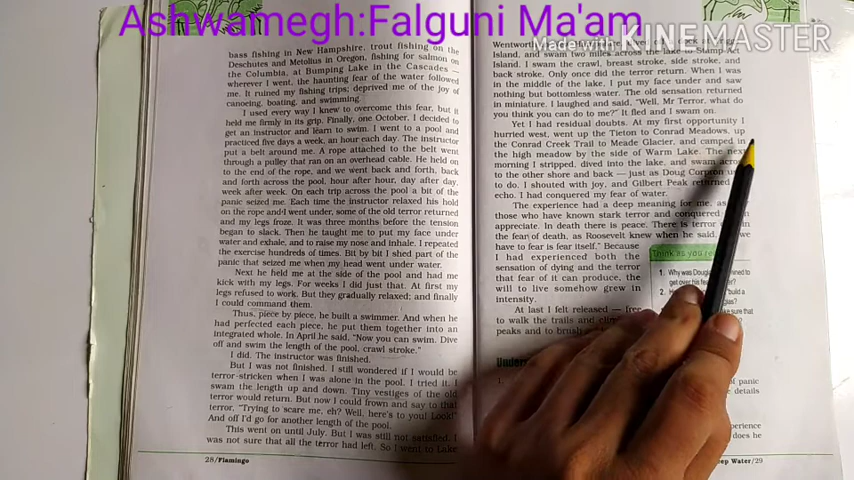 Ashwamegh:Falguni Ma'am
Made with KINEMASTER
bass fishing in New Hampshire, trout fishing on the
Deschutes and Metolius in Oregon, fishing for salmon on
the Columbia, at Bumping Lake in the Cascades —
wherever I went, the haunting fear of the water followed
me. It ruined my fishing trips; deprived me of the joy of
canoeing, boating, and swimming.
I used every way I knew to overcome this fear, but it
held me firmly in its grip. Finally, one October, I decided to
get an instructor and learn to swim. I went to a pool and
practiced five days a week, an hour each day. The instructor
put a belt around me. A rope attached to the belt went
through a pulley that ran on an overhead cable. He held on
to the end of the rope, and we went back and forth, back
and forth across the pool, hour after hour, day after day,
week after week. On each trip across the pool a bit of the
panic seized me. Each time the instructor relaxed his hold
on the rope and I went under, some of the old terror returned
and my legs froze. It was three months before the tension
began to slack. Then he taught me to put my face under
water and exhale, and to raise my nose and inhale. I repeated
the exercise hundreds of times. Bit by bit I shed part of the
panic that seized me when my head went under water.
Next he held me at the side of the pool and had me
kick with my legs. For weeks I did just that. At first my
legs refused to work. But they gradually relaxed; and finally
I could command them.
Thus, piece by piece, he built a swimmer. And when he
had perfected each piece, he put them together into an
integrated whole. In April he said, "Now you can swim. Dive
off and swim the length of the pool, crawl stroke."
I did. The instructor was finished.
But I was not finished. I still wondered if I would be
terror-stricken when I was alone in the pool. I tried it. I
swam the length up and down. Tiny vestiges of the old
terror would return. But now I could frown and say to that
terror, "Trying to scare me, eh? Well, here's to you! Look!"
And off I'd go for another length of the pool.
This went on until July. But I was still not satisfied. I
was not sure that all the terror had left. So I went to Lake
28/Flamingo
Wentworth
Island, and swam two miles across the lake to Stamp Act
Island. I swam the crawl, breast stroke, side stroke, and
back stroke. Only once did the terror return. When I was
in the middle of the lake, I put my face under and saw
nothing but bottomless water. The old sensation returned
in miniature. I laughed and said, "Well, Mr Terror, what do
you think you can do to me?" It fled and I swam on.
Yet I had residual doubts. At my first opportunity I
hurried west, went up the Tieton to Conrad Meadows, up
the Conrad Creek Trail to Meade Glacier, and camped in
the high meadow by the side of Warm Lake. The next
morning I stripped, dived into the lake, and swam across
to the other shore and back — just as Doug Corpron used
to do. I shouted with joy, and Gilbert Peak returned
echo. I had conquered my fear of water.
The experience had a deep meaning for me, as
those who have known stark terror and conquered
appreciate. In death there is peace. There is terror in
the fear of death, as Roosevelt knew when he said, we
have to fear is fear itself." Because
I had experienced both the
sensation of dying and the terror
that fear of it can produce, the
will to live somehow grew in
intensity.
At last I felt released — free
to walk the trails and climb
peaks and to brush
Think as you
1. Why was
get over his
2.
of panic
details
does he
Deep Water/29